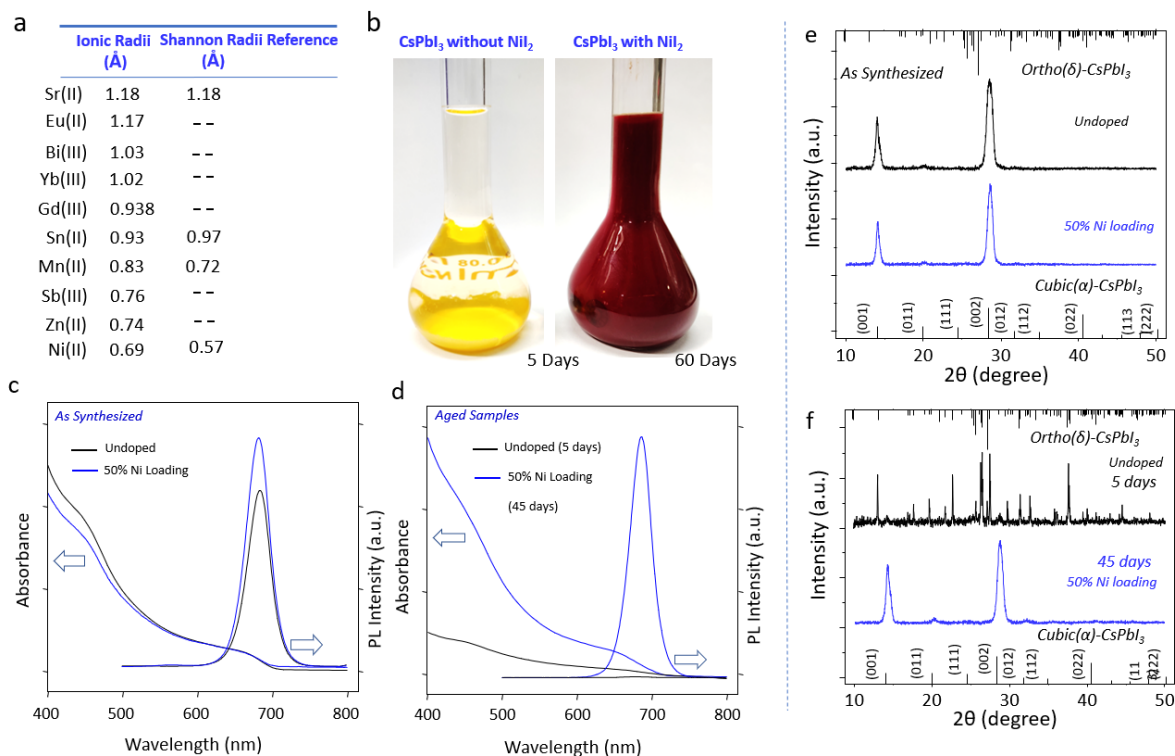 a
Ionic Radii Shannon Radii Reference
(Å) (Å)
Sr(II) 1.18 1.18
Eu(II) 1.17 --
Bi(III) 1.03 --
Yb(III) 1.02 --
Gd(III) 0.938 --
Sn(II) 0.93 0.97
Mn(II) 0.83 0.72
Sb(III) 0.76 --
Zn(II) 0.74 --
Ni(II) 0.69 0.57
b
CsPbI₃ without NiI₂ CsPbI₃ with NiI₂
5 Days 60 Days
c
As Synthesized
Undoped
50% Ni Loading
Absorbance
PL Intensity (a.u.)
400 500 600 700 800
Wavelength (nm)
d
Aged Samples
Undoped (5 days)
50% Ni Loading
(45 days)
Absorbance
PL Intensity (a.u.)
400 500 600 700 800
Wavelength (nm)
e
As Synthesized
Ortho(δ)-CsPbI₃
Undoped
50% Ni loading
Cubic(α)-CsPbI₃
(001) (011) (111) (002) (012) (112) (022) (113 (222)
Intensity (a.u.)
10 20 30 40 50
2θ (degree)
f
Ortho(δ)-CsPbI₃
Undoped
5 days
45 days
50% Ni loading
Cubic(α)-CsPbI₃
(001) (011) (111) (002) (012) (112) (022) (11
Intensity (a.u.)
10 20 30 40 50
2θ (degree)